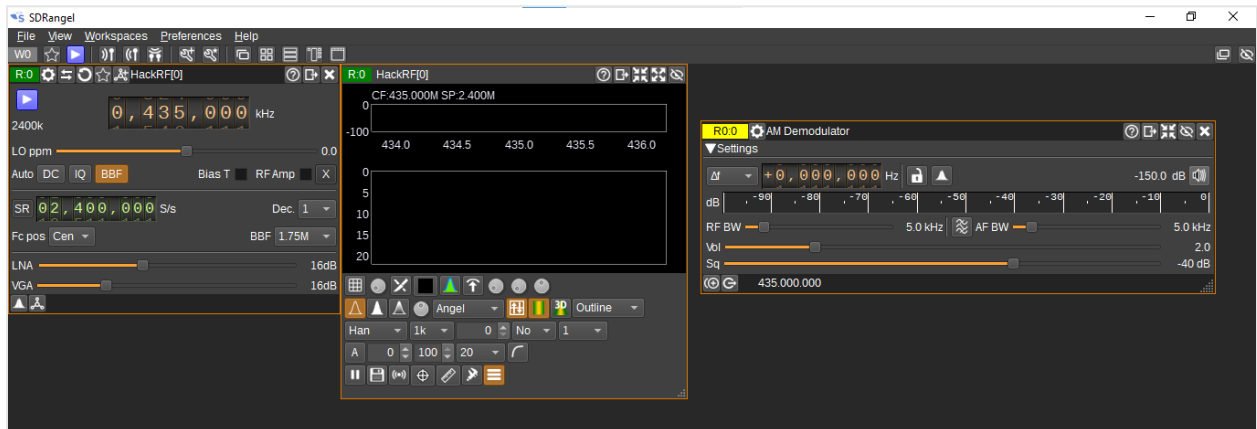 SDRangel
File View Workspaces Preferences Help
W0
R:0 HackRF[0]
0,435,000 kHz
2400k
LO ppm 0.0
Auto DC IQ BBF Bias T RF Amp X
SR 02,400,000 S/s Dec. 1
Fc pos Cen BBF 1.75M
LNA 16dB
VGA 16dB
R:0 HackRF[0]
CF:435.000M SP:2.400M
0
-100
434.0 434.5 435.0 435.5 436.0
0
5
10
15
20
Angel 3D Outline
Han 1k 0 No 1
A 0 100 20
R0:0 AM Demodulator
Settings
Δf +0,000,000 Hz -150.0 dB
dB -90 -80 -70 -60 -50 -40 -30 -20 -10 0
RF BW 5.0 kHz AF BW 5.0 kHz
Vol 2.0
Sq -40 dB
435.000.000